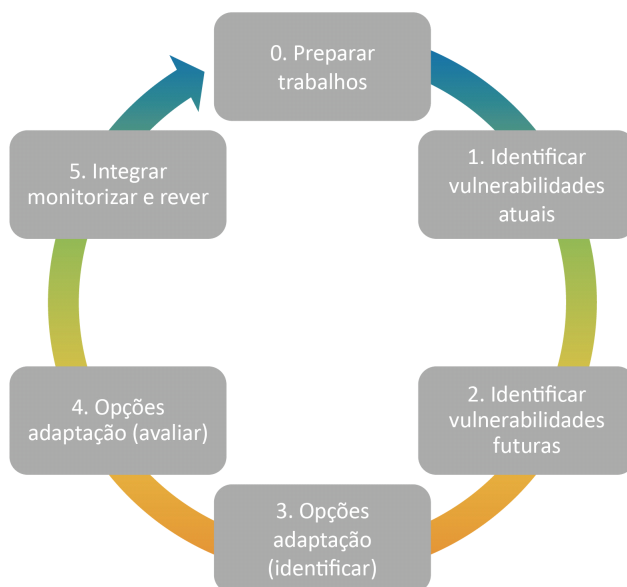 0. Preparar
trabalhos
1. Identificar
vulnerabilidades
atuais
2. Identificar
vulnerabilidades
futuras
3. Opções
adaptação
(identificar)
4. Opções
adaptação (avaliar)
5. Integrar
monitorizar e rever